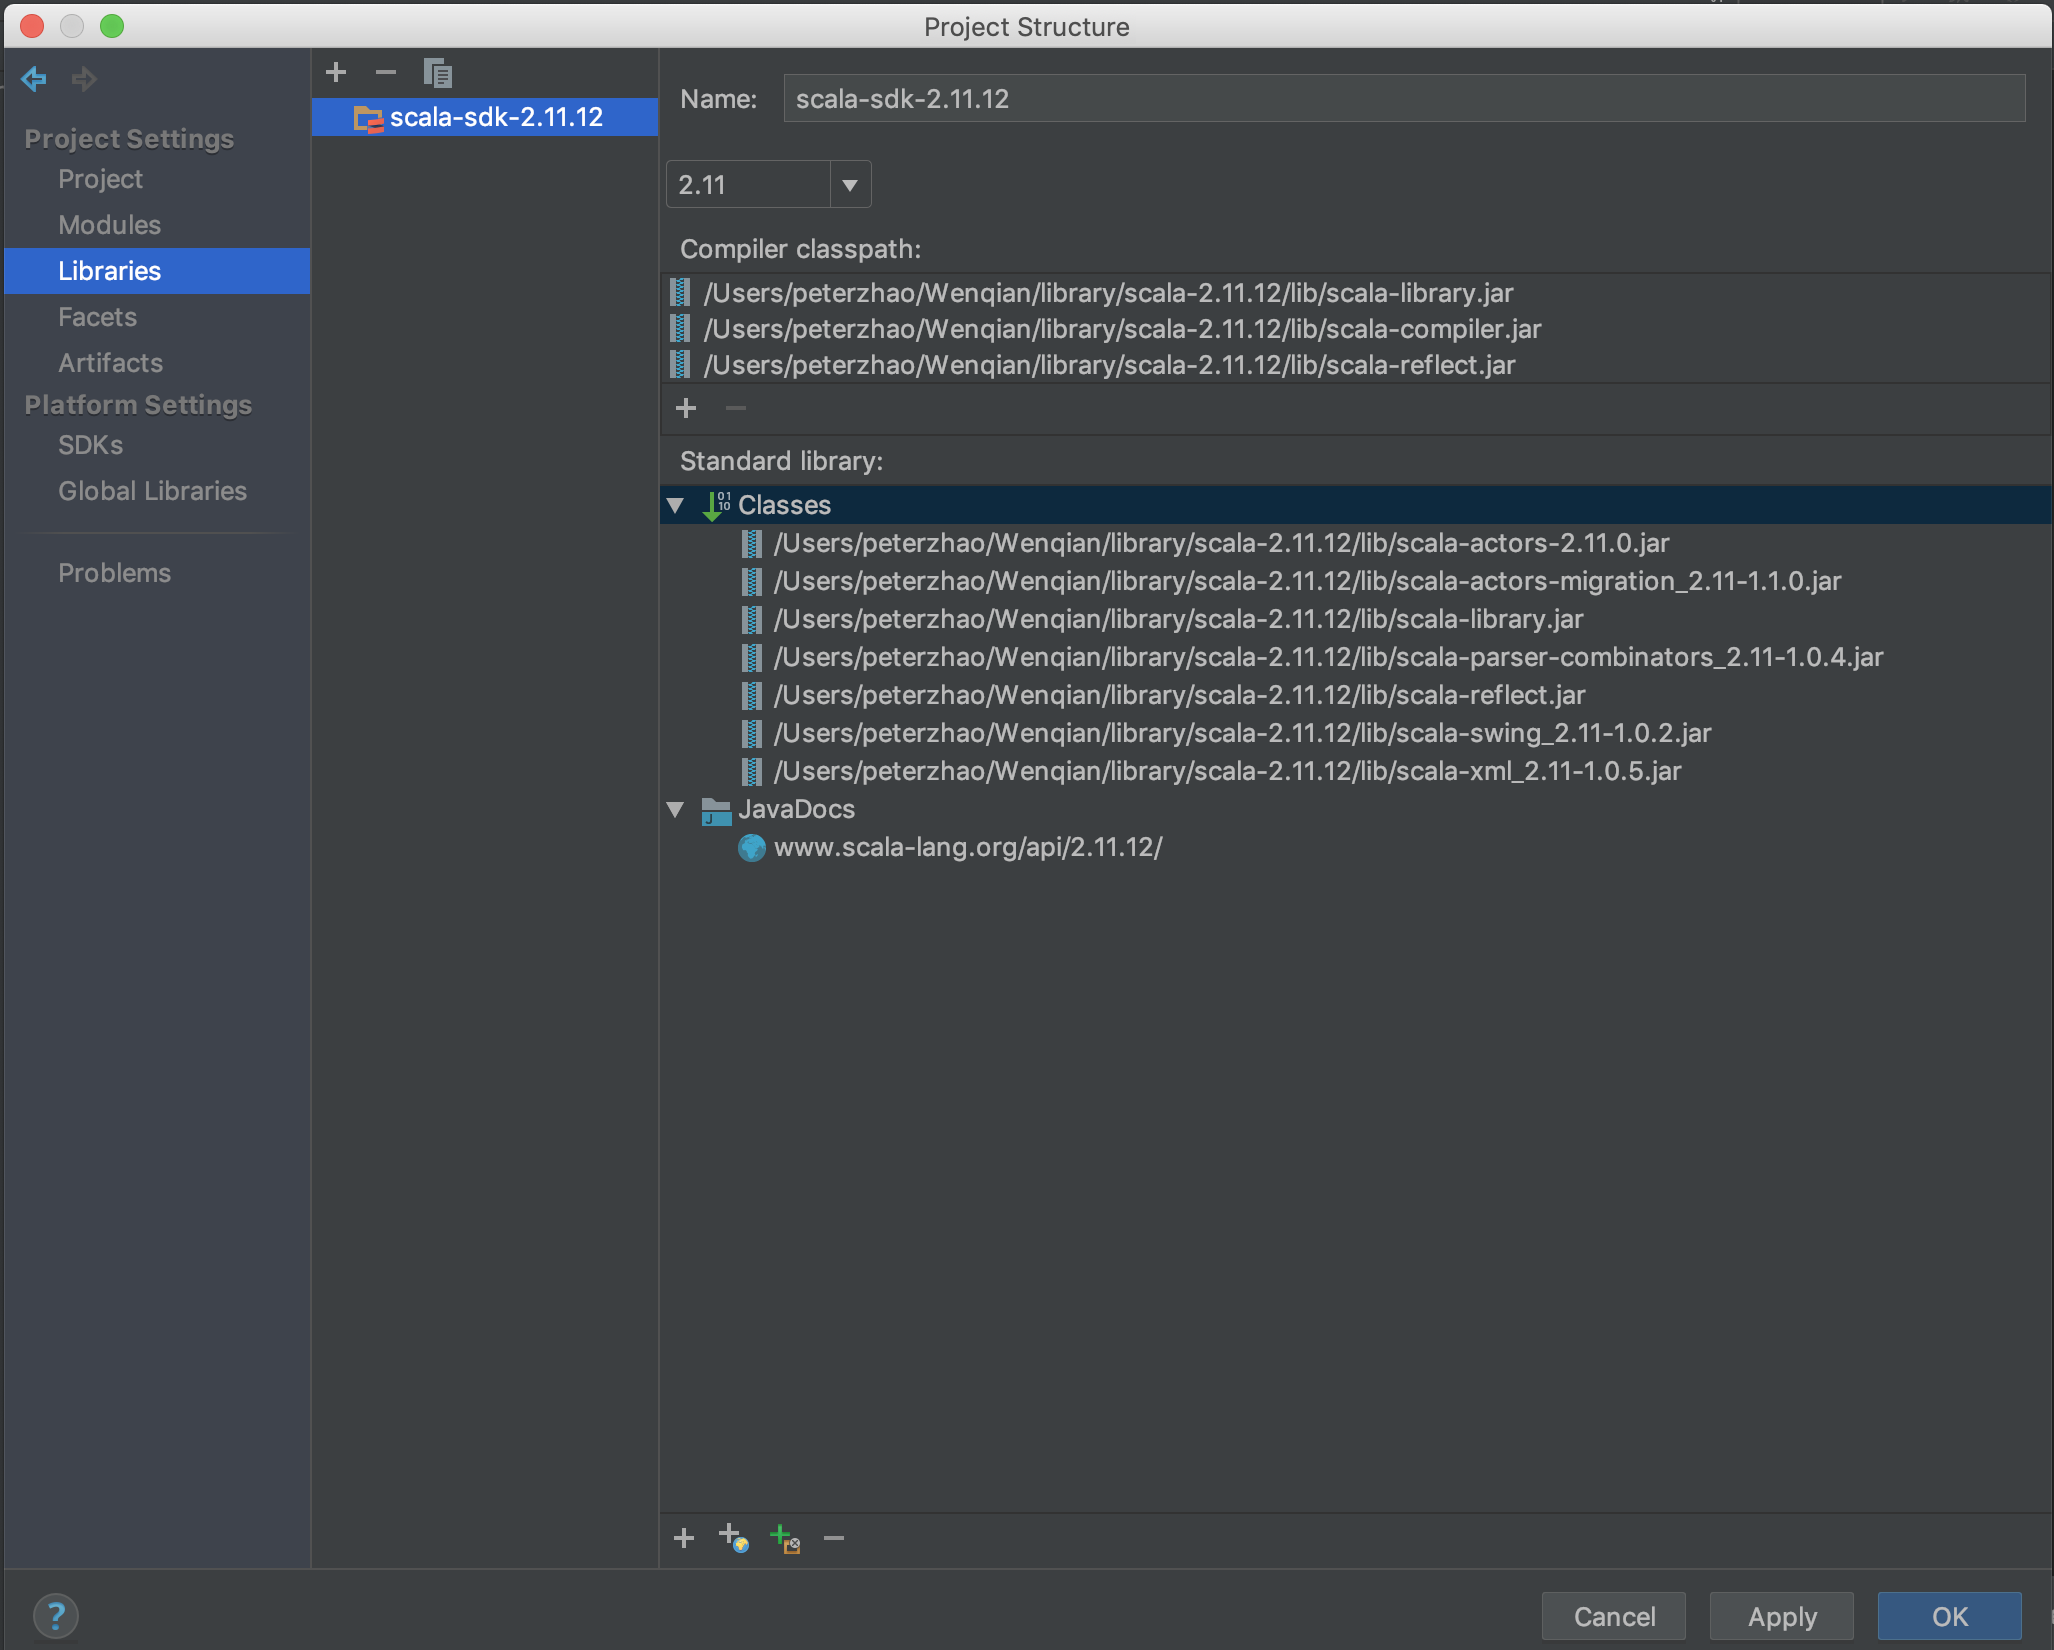 Project Structure
Project Settings
Project
Modules
Libraries
Facets
Artifacts
Platform Settings
SDKs
Global Libraries
Problems
scala-sdk-2.11.12
Name: scala-sdk-2.11.12
2.11
Compiler classpath:
/Users/peterzhao/Wenqian/library/scala-2.11.12/lib/scala-library.jar
/Users/peterzhao/Wenqian/library/scala-2.11.12/lib/scala-compiler.jar
/Users/peterzhao/Wenqian/library/scala-2.11.12/lib/scala-reflect.jar
Standard library:
Classes
/Users/peterzhao/Wenqian/library/scala-2.11.12/lib/scala-actors-2.11.0.jar
/Users/peterzhao/Wenqian/library/scala-2.11.12/lib/scala-actors-migration_2.11-1.1.0.jar
/Users/peterzhao/Wenqian/library/scala-2.11.12/lib/scala-library.jar
/Users/peterzhao/Wenqian/library/scala-2.11.12/lib/scala-parser-combinators_2.11-1.0.4.jar
/Users/peterzhao/Wenqian/library/scala-2.11.12/lib/scala-reflect.jar
/Users/peterzhao/Wenqian/library/scala-2.11.12/lib/scala-swing_2.11-1.0.2.jar
/Users/peterzhao/Wenqian/library/scala-2.11.12/lib/scala-xml_2.11-1.0.5.jar
JavaDocs
www.scala-lang.org/api/2.11.12/
?
Cancel Apply OK